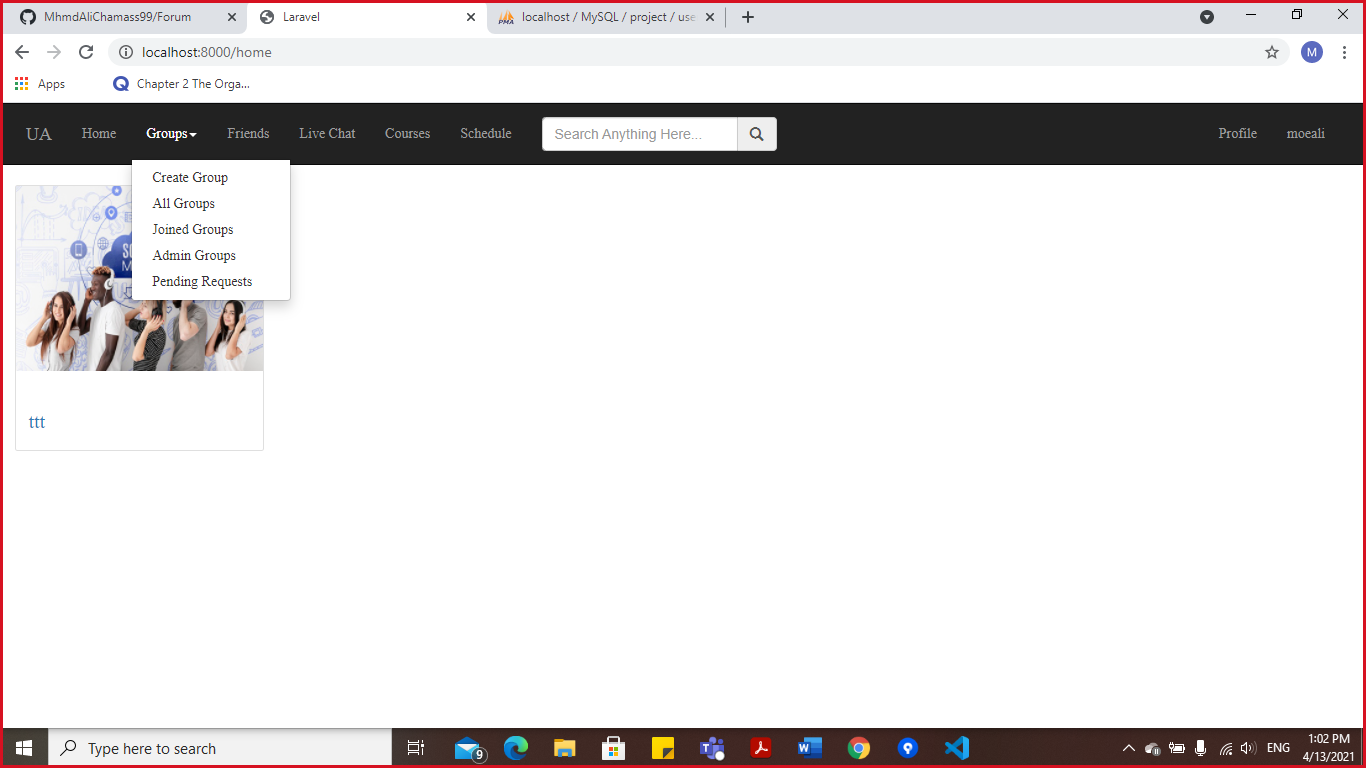 MhmdAliChamass99/Forum
Laravel
localhost / MySQL / project / use
localhost:8000/home
M
Apps
Chapter 2 The Orga...
UA
Home
Groups
Friends
Live Chat
Courses
Schedule
Search Anything Here...
Profile
moeali
Create Group
All Groups
Joined Groups
Admin Groups
Pending Requests
ttt
Type here to search
9
ENG
1:02 PM
4/13/2021